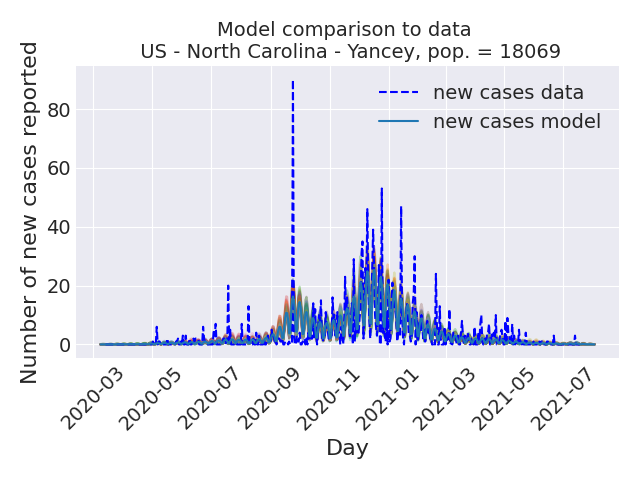 Model comparison to data
US - North Carolina - Yancey, pop. = 18069
Number of new cases reported
80
60
40
20
0
new cases data
new cases model
2020-03
2020-05
2020-07
2020-09
2020-11
2021-01
2021-03
2021-05
2021-07
Day